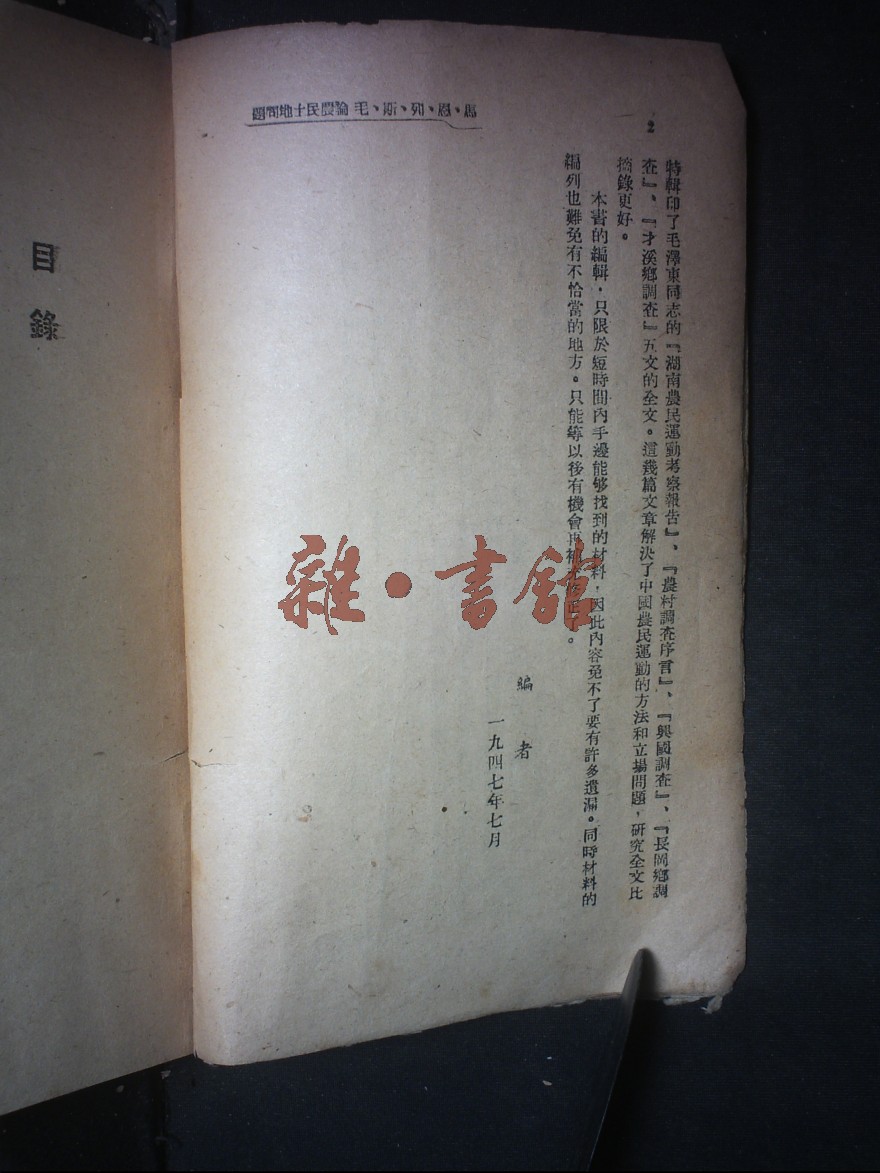 馬、恩、列、斯、毛論農民土地問題
2
特輯印了毛澤東同志的『湖南農民運動考察報告』、『農村調查序言』、『興國調查』、『長岡鄉調
查』、『才溪鄉調查』五文的全文。這幾篇文章解決了中國農民運動的方法和立場問題，研究全文比
摘錄更好。
本書的編輯，只限於短時間內手邊能够找到的材料，因此內容免不了要有許多遺漏。同時材料的
編列也難免有不恰當的地方。只能等以後有機會再補正了。
編者
一九四七年七月
目錄
雜·書館